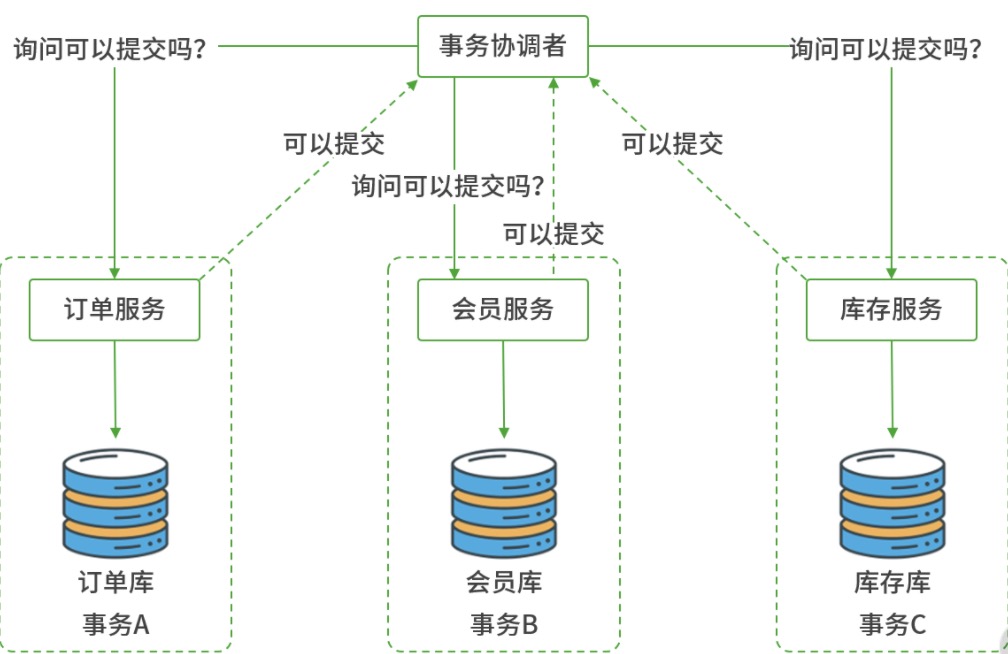 询问可以提交吗？
事务协调者
询问可以提交吗？
可以提交
可以提交
询问可以提交吗？
可以提交
订单服务
会员服务
库存服务
订单库
会员库
库存库
事务A
事务B
事务C